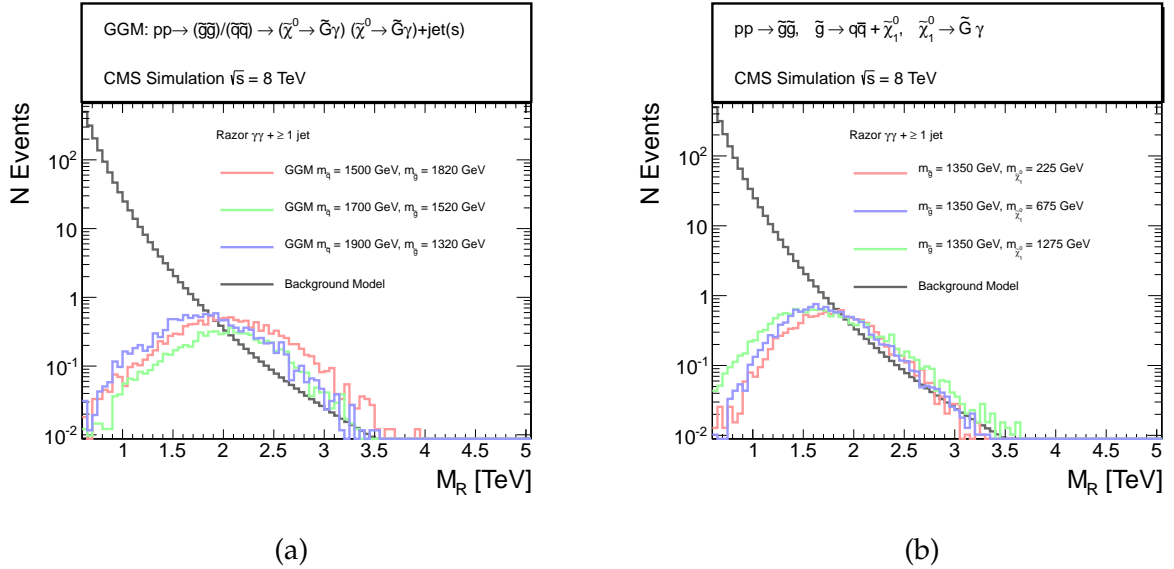 GGM: pp→ (g̃g̃)/(q̃q̃) → (χ̃⁰→ G̃γ) (χ̃⁰→ G̃γ)+jet(s)
CMS Simulation √s = 8 TeV
N Events
10²
10
1
10⁻¹
10⁻²
Razor γγ + ≥ 1 jet
GGM m_q̃ = 1500 GeV, m_g̃ = 1820 GeV
GGM m_q̃ = 1700 GeV, m_g̃ = 1520 GeV
GGM m_q̃ = 1900 GeV, m_g̃ = 1320 GeV
Background Model
1 1.5 2 2.5 3 3.5 4 4.5 5
M_R [TeV]
(a)
pp → g̃g̃, g̃ → qq̄ + χ̃₁⁰, χ̃₁⁰ → G̃ γ
CMS Simulation √s = 8 TeV
N Events
10²
10
1
10⁻¹
10⁻²
Razor γγ + ≥ 1 jet
m_g̃ = 1350 GeV, m_χ̃₁⁰ = 225 GeV
m_g̃ = 1350 GeV, m_χ̃₁⁰ = 675 GeV
m_g̃ = 1350 GeV, m_χ̃₁⁰ = 1275 GeV
Background Model
1 1.5 2 2.5 3 3.5 4 4.5 5
M_R [TeV]
(b)